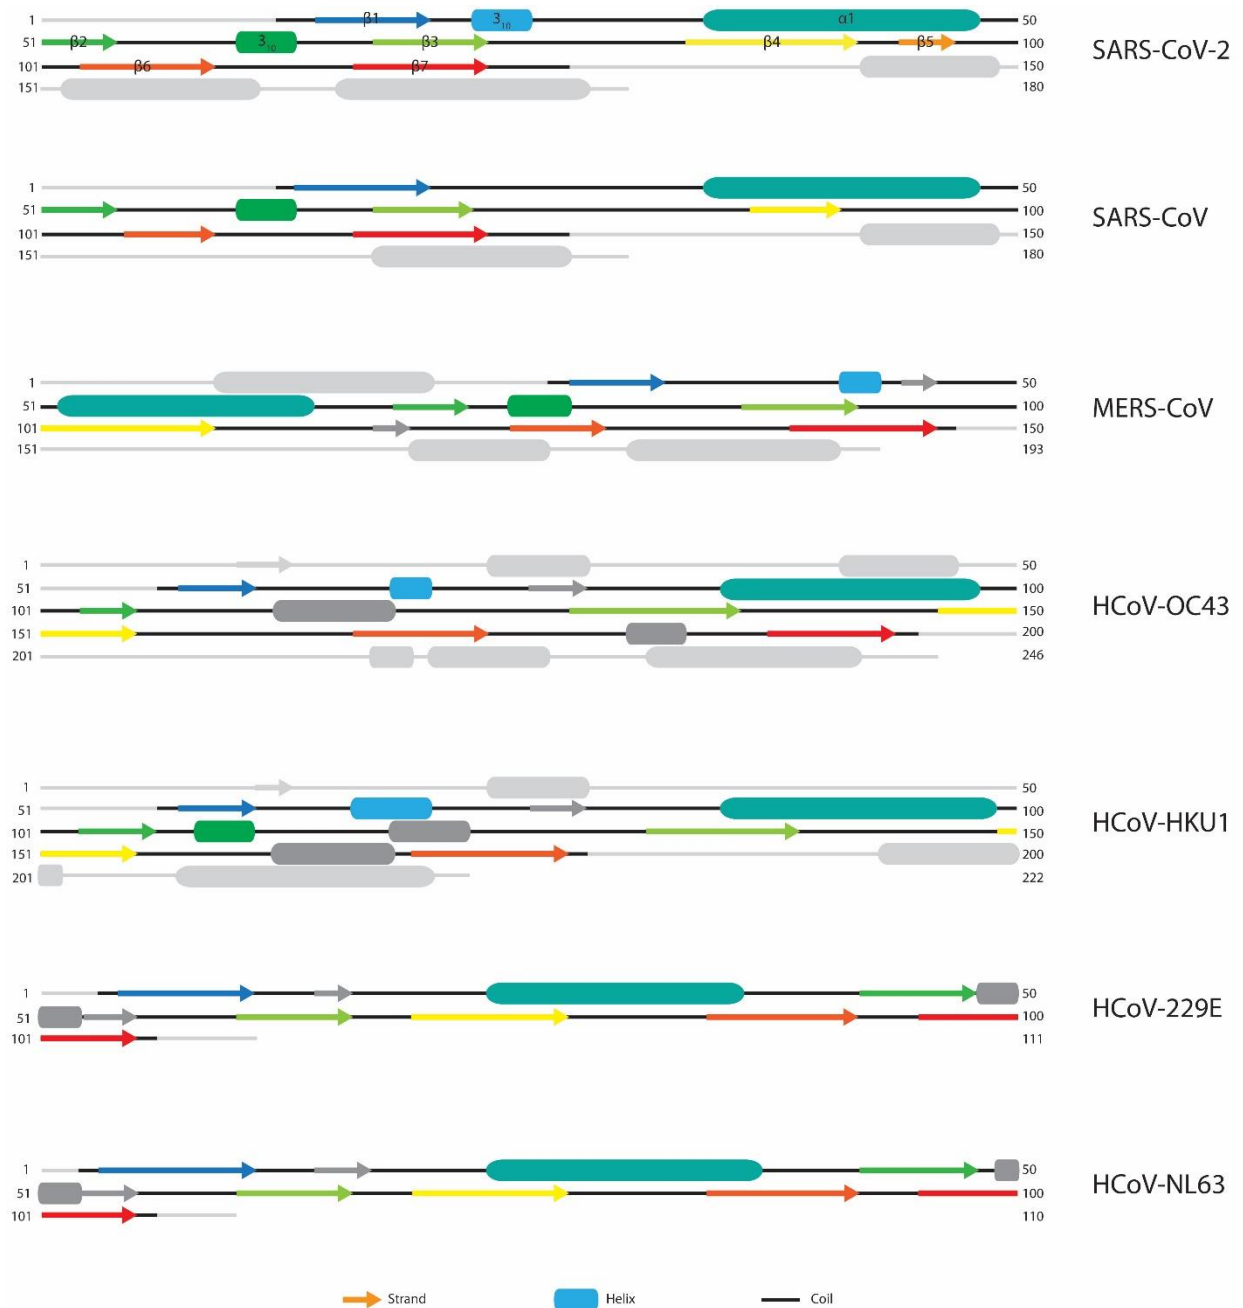 1 β1 3₁₀ α1 50
51 β2 3₁₀ β3 β4 β5 100
SARS-CoV-2
101 β6 β7 150
151 180
1 50
51 100
SARS-CoV
101 150
151 180
1 50
51 100
MERS-CoV
101 150
151 193
1 50
51 100
HCoV-OC43
101 150
151 200
201 246
1 50
51 100
HCoV-HKU1
101 150
151 200
201 222
1 50
HCoV-229E
51 100
101 111
1 50
HCoV-NL63
51 100
101 110
Strand Helix Coil